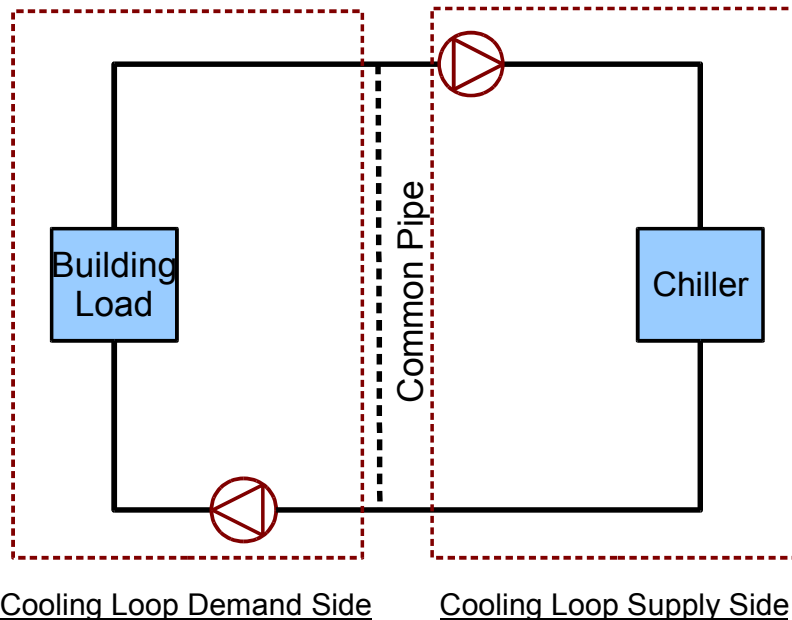 Building
Load
Common Pipe
Chiller
Cooling Loop Demand Side
Cooling Loop Supply Side